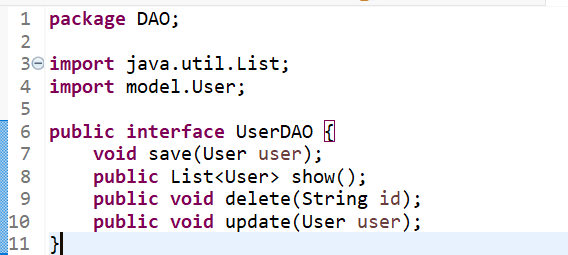 1 package DAO;
2
3 import java.util.List;
4 import model.User;
5
6 public interface UserDAO {
7     void save(User user);
8     public List<User> show();
9     public void delete(String id);
10     public void update(User user);
11 }